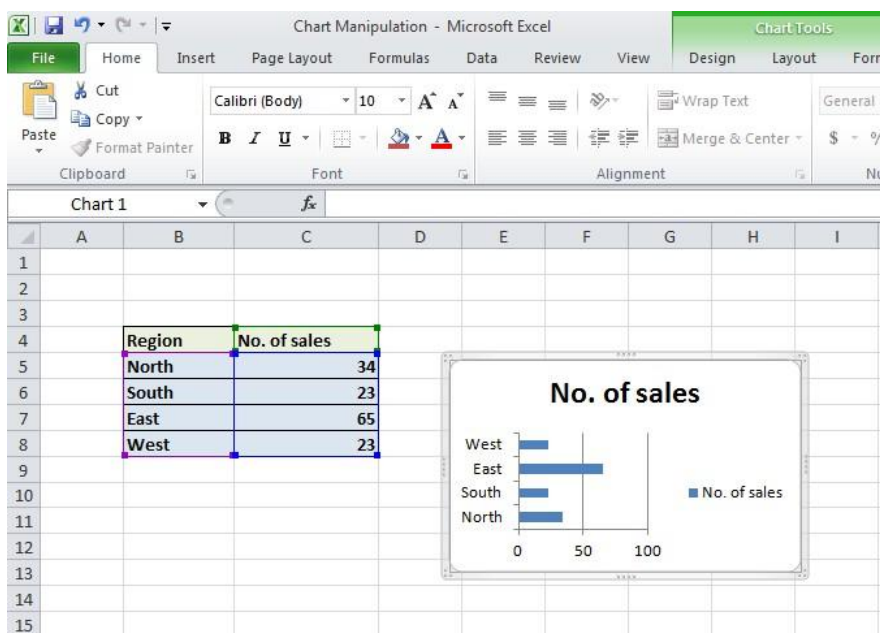 Chart Manipulation - Microsoft Excel
Chart Tools
File Home Insert Page Layout Formulas Data Review View Design Layout
Paste
Cut
Copy
Format Painter
Calibri (Body) 10 A A
B I U A
Wrap Text
Merge & Center
General
$ %
Clipboard Font Alignment
Chart 1 fx
A B C D E F G H I
1
2
3
4 Region No. of sales
5 North 34
6 South 23
7 East 65
8 West 23
9
10
11
12
13
14
15
No. of sales
West
East
South
North
0 50 100
No. of sales